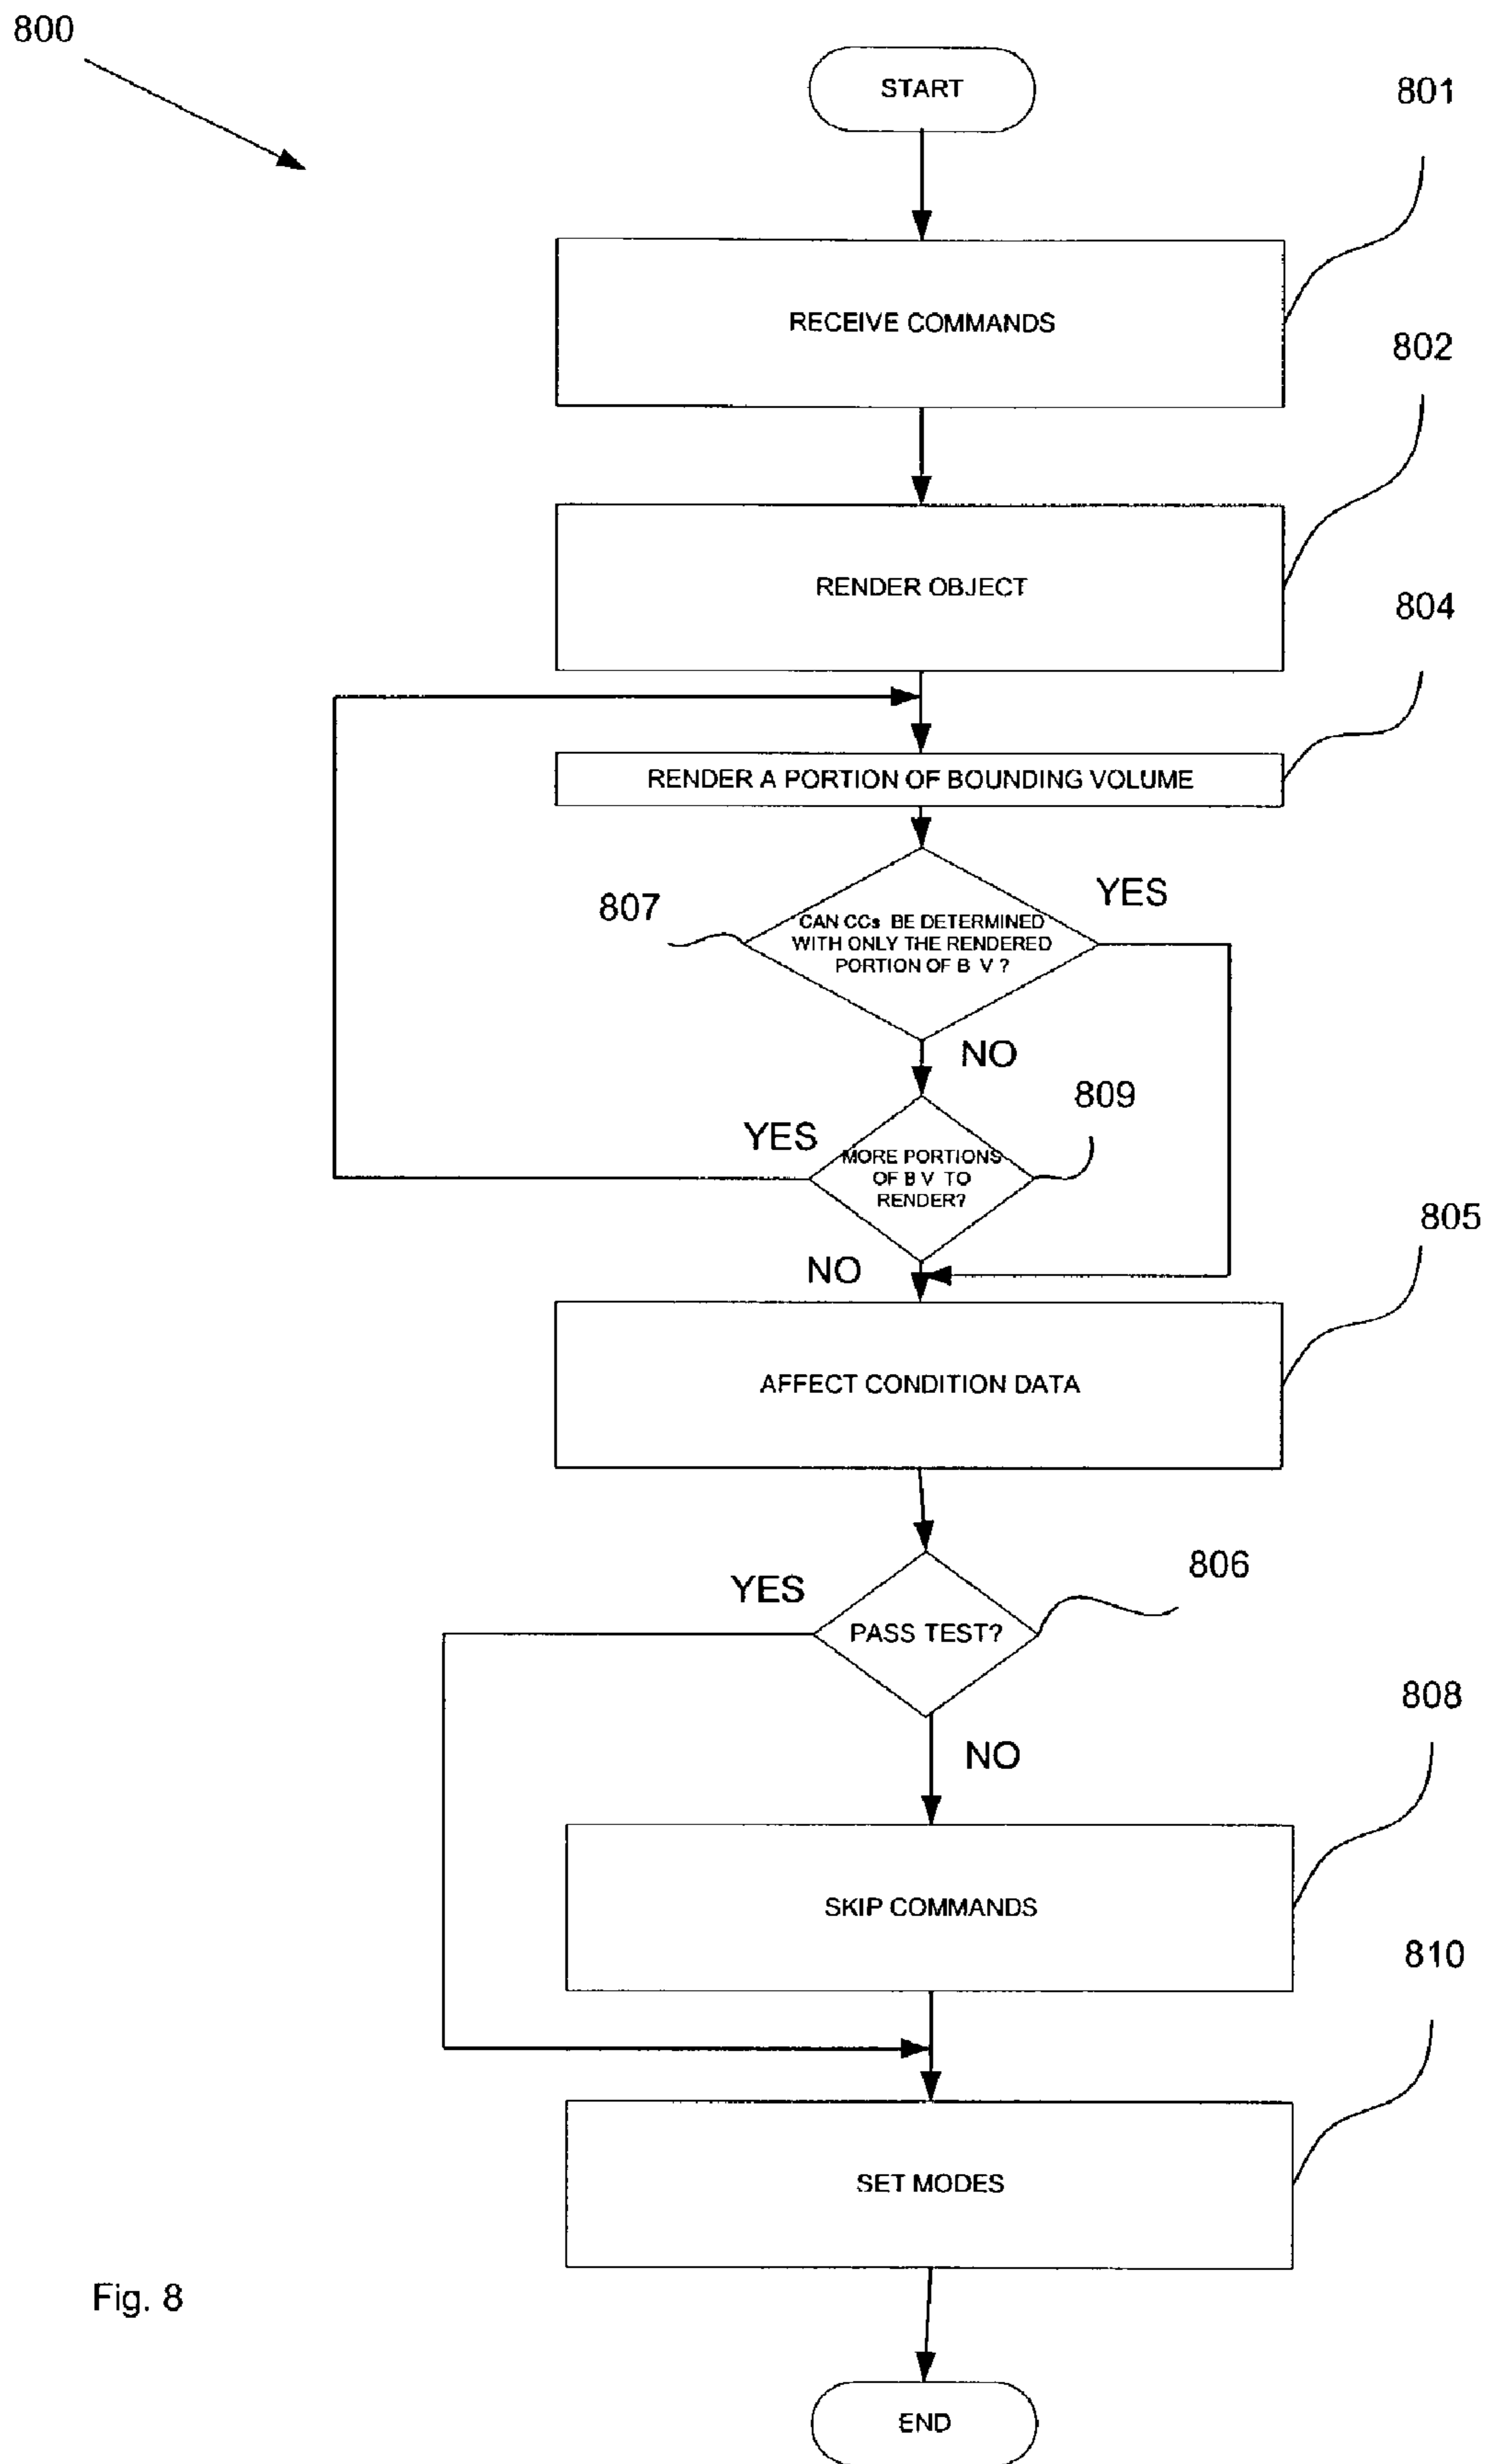 800
START
801
RECEIVE COMMANDS
802
RENDER OBJECT
804
RENDER A PORTION OF BOUNDING VOLUME
807
YES
CAN CCs BE DETERMINED
WITH ONLY THE RENDERED
PORTION OF B V ?
NO
809
YES
MORE PORTIONS
OF B V TO
RENDER?
805
NO
AFFECT CONDITION DATA
806
YES
PASS TEST?
808
NO
SKIP COMMANDS
810
SET MODES
Fig. 8
END